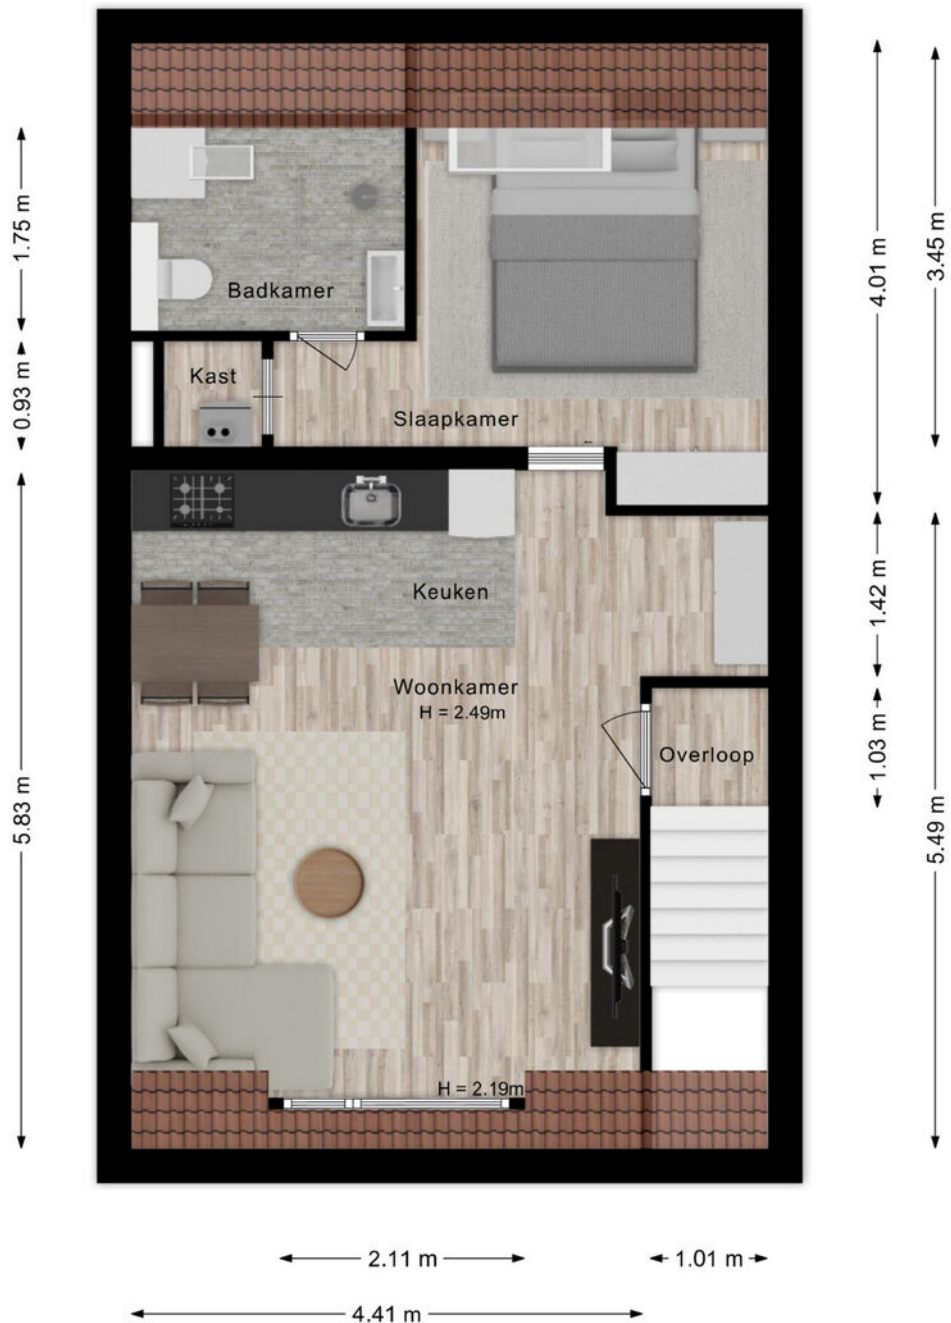 1.75 m
0.93 m
5.83 m
4.01 m
3.45 m
1.42 m
1.03 m
5.49 m
Badkamer
Kast
Slaapkamer
Keuken
Woonkamer
H = 2.49m
Overloop
H = 2.19m
2.11 m
1.01 m
4.41 m